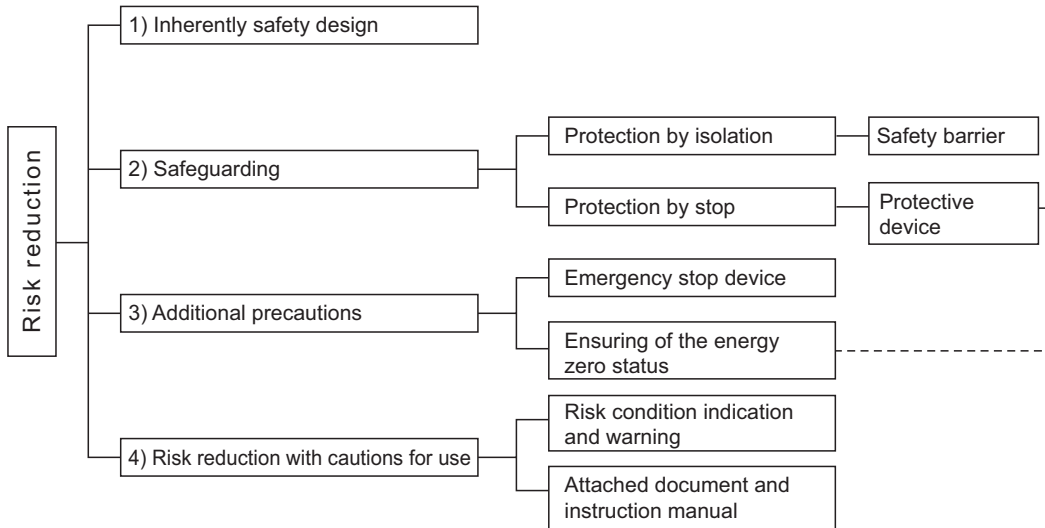 Risk reduction
1) Inherently safety design
2) Safeguarding
Protection by isolation
Safety barrier
Protection by stop
Protective
device
3) Additional precautions
Emergency stop device
Ensuring of the energy
zero status
4) Risk reduction with cautions for use
Risk condition indication
and warning
Attached document and
instruction manual